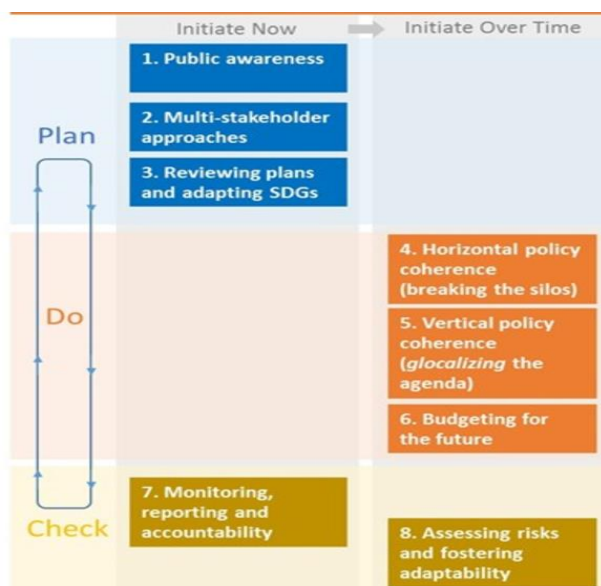 Initiate Now
Initiate Over Time
Plan
1. Public awareness
2. Multi-stakeholder
approaches
3. Reviewing plans
and adapting SDGs
Do
4. Horizontal policy
coherence
(breaking the silos)
5. Vertical policy
coherence
(glocalizing the
agenda)
6. Budgeting for
the future
Check
7. Monitoring,
reporting and
accountability
8. Assessing risks
and fostering
adaptability